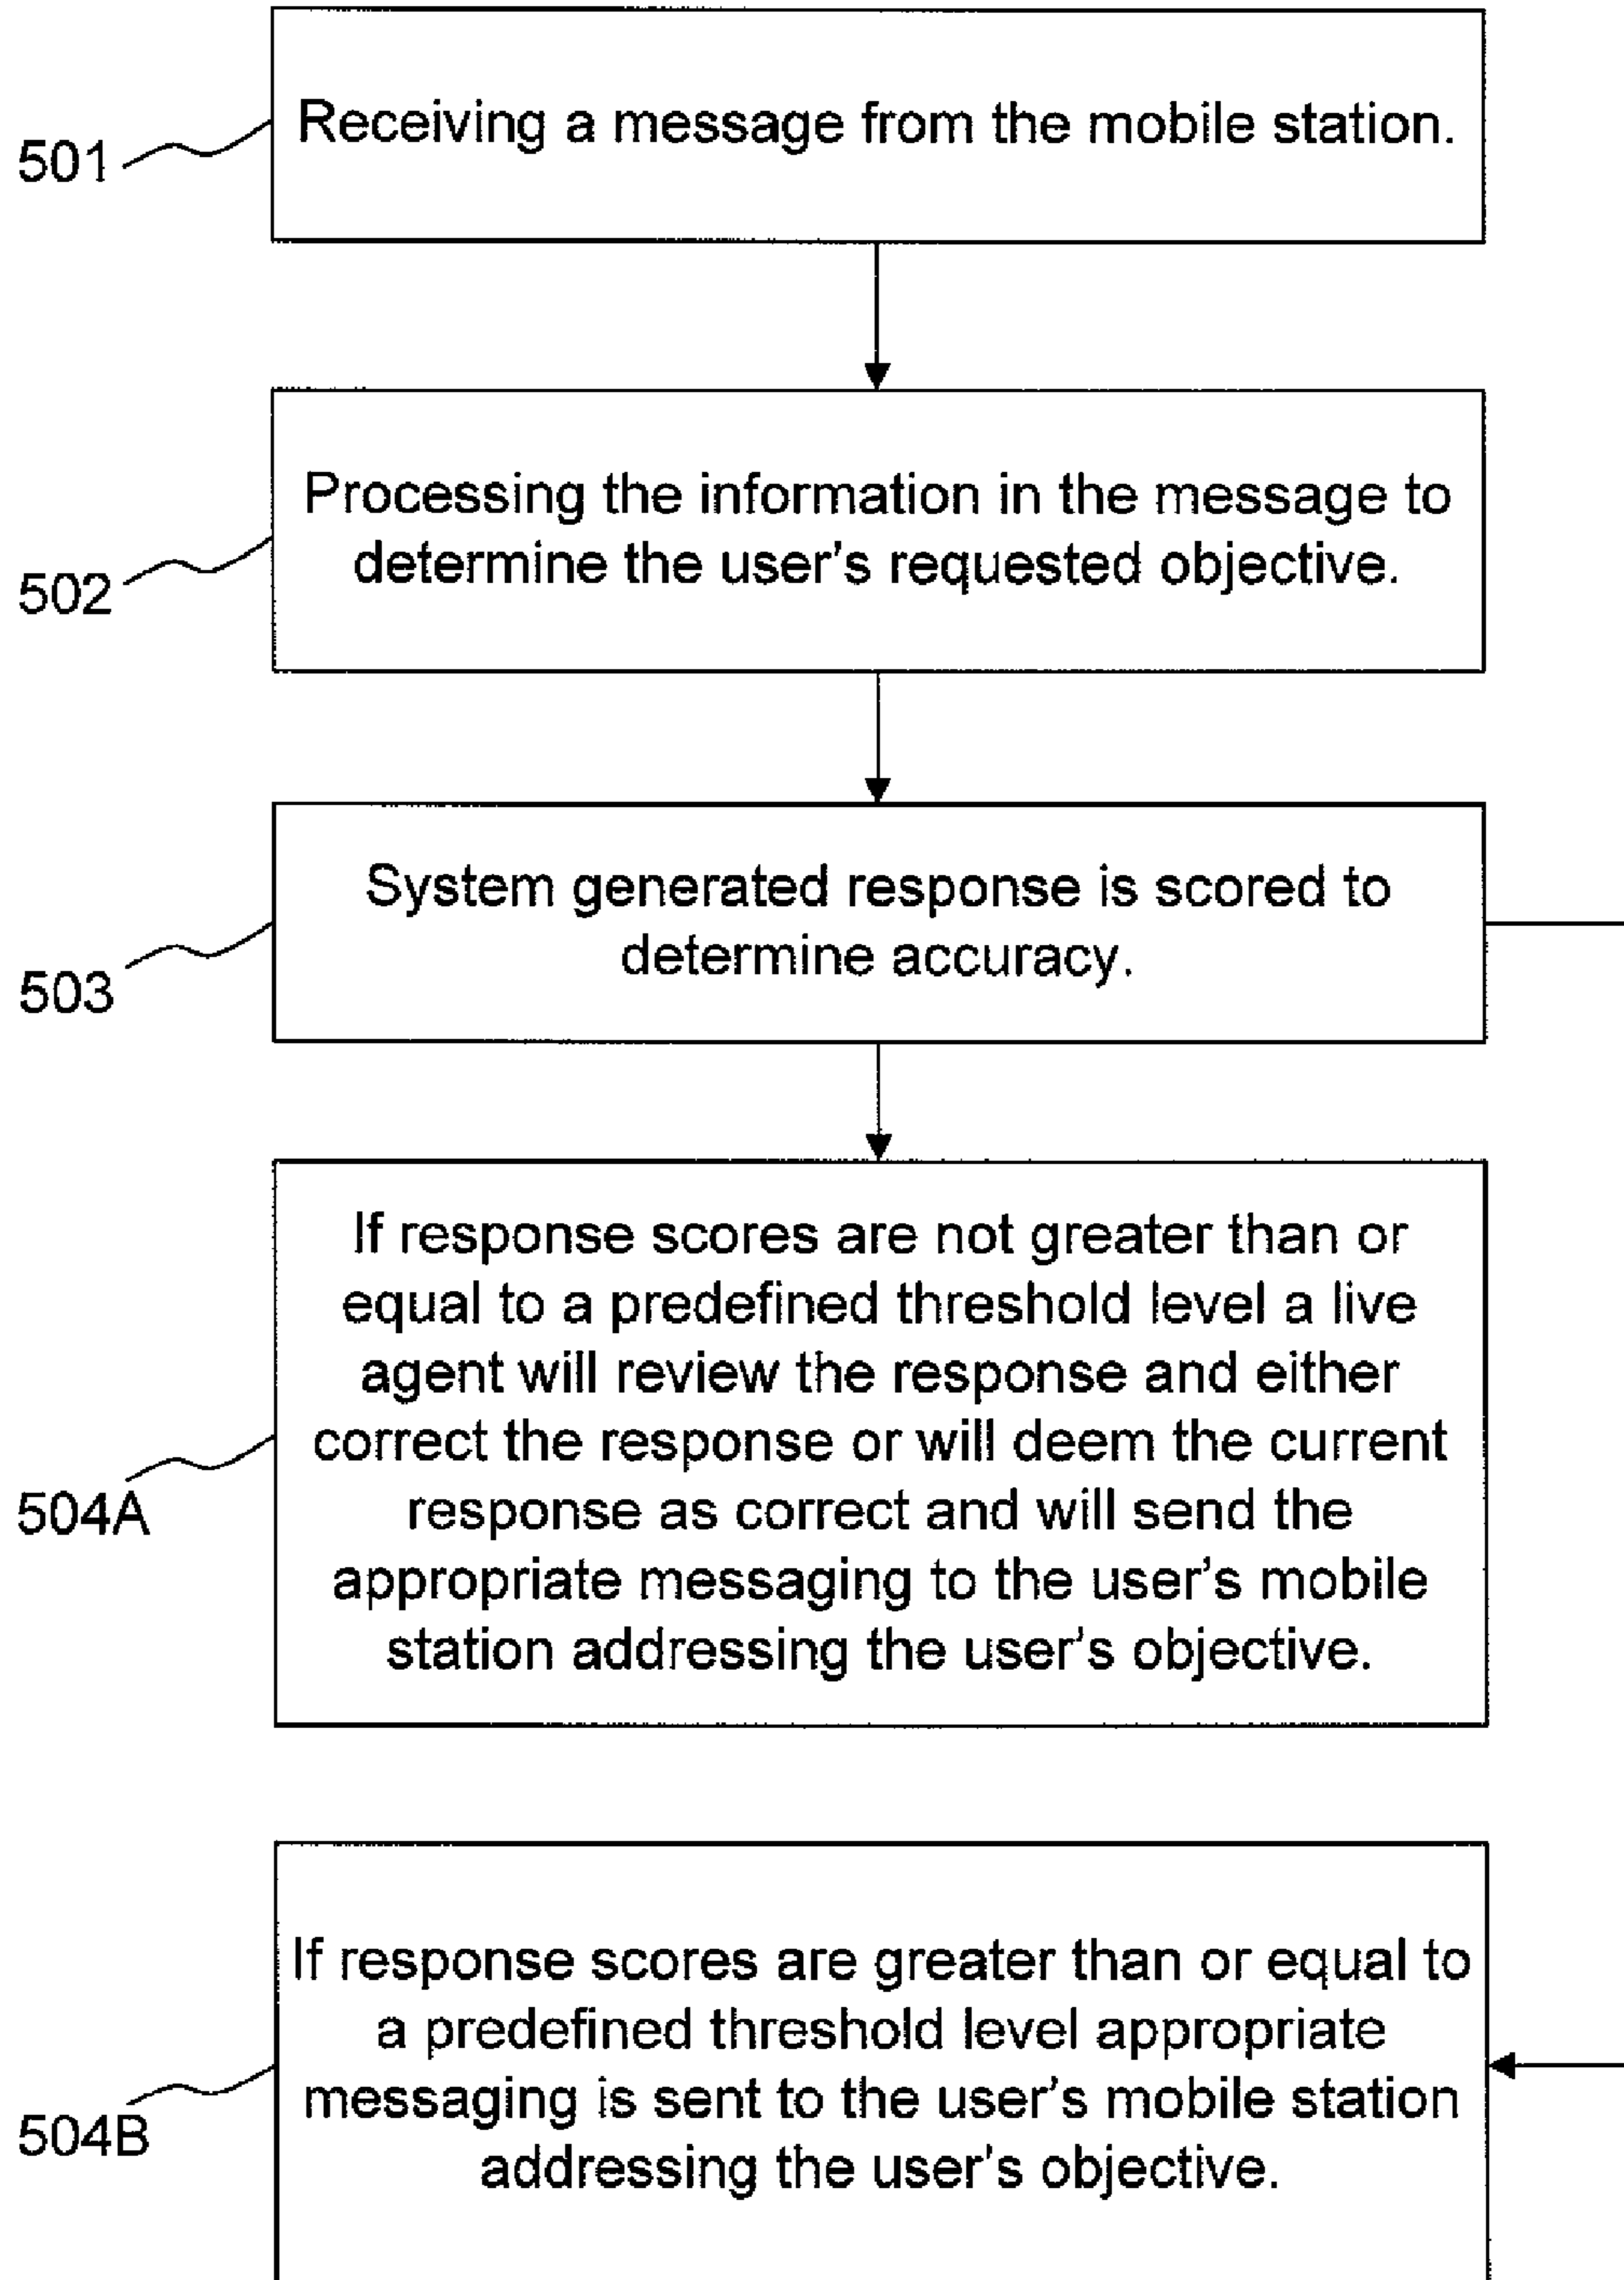 Receiving a message from the mobile station.
501
Processing the information in the message to
determine the user's requested objective.
502
System generated response is scored to
determine accuracy.
503
If response scores are not greater than or
equal to a predefined threshold level a live
agent will review the response and either
correct the response or will deem the current
response as correct and will send the
appropriate messaging to the user's mobile
station addressing the user's objective.
504A
If response scores are greater than or equal to
a predefined threshold level appropriate
messaging is sent to the user's mobile station
addressing the user's objective.
504B